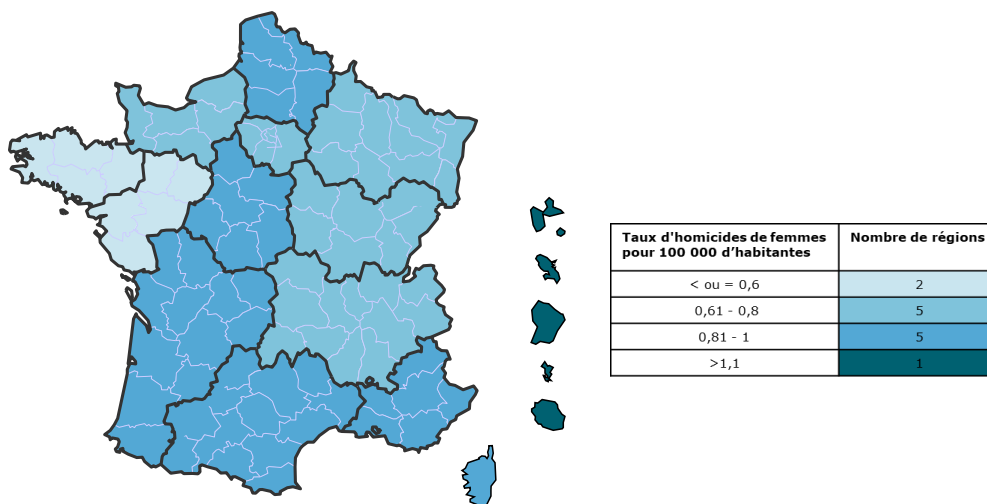 Taux d'homicides de femmes Nombre de régions
pour 100 000 d’habitantes
< ou = 0,6 2
0,61 - 0,8 5
0,81 - 1 5
>1,1 1